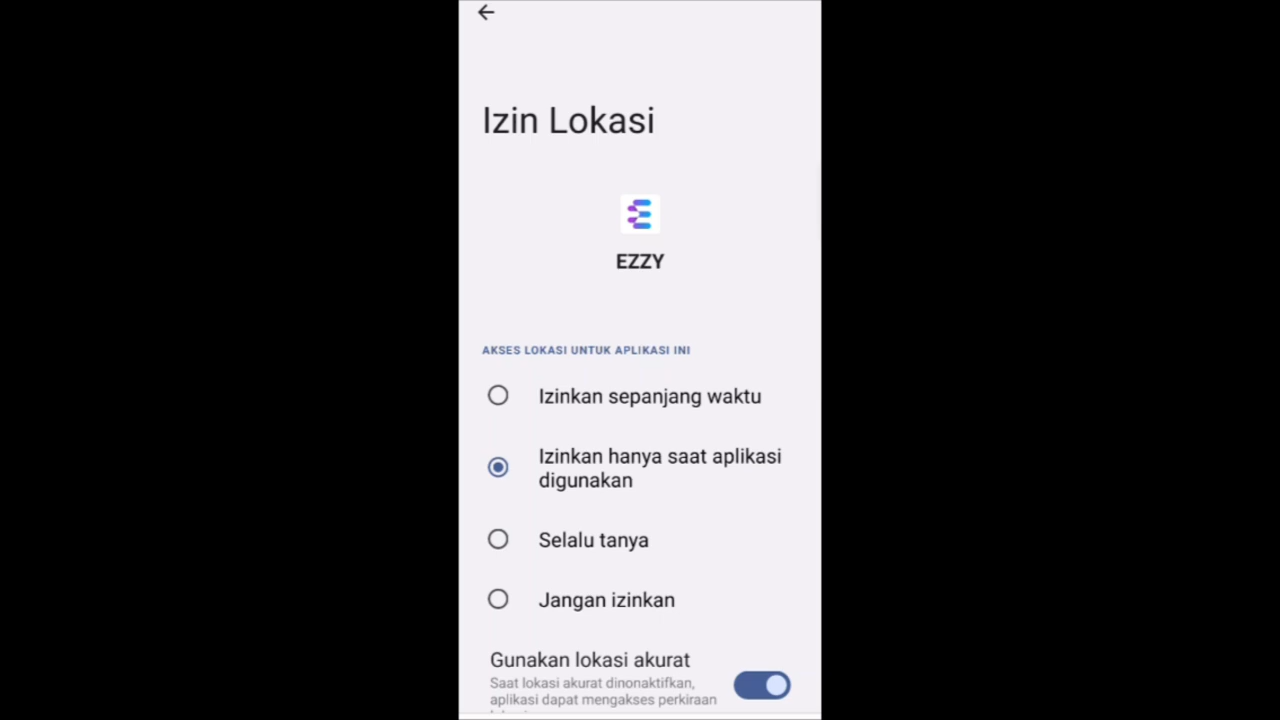 Izin Lokasi
EZZY
AKSES LOKASI UNTUK APLIKASI INI
Izinkan sepanjang waktu
Izinkan hanya saat aplikasi
digunakan
Selalu tanya
Jangan izinkan
Gunakan lokasi akurat
Saat lokasi akurat dinonaktifkan,
aplikasi dapat mengakses perkiraan